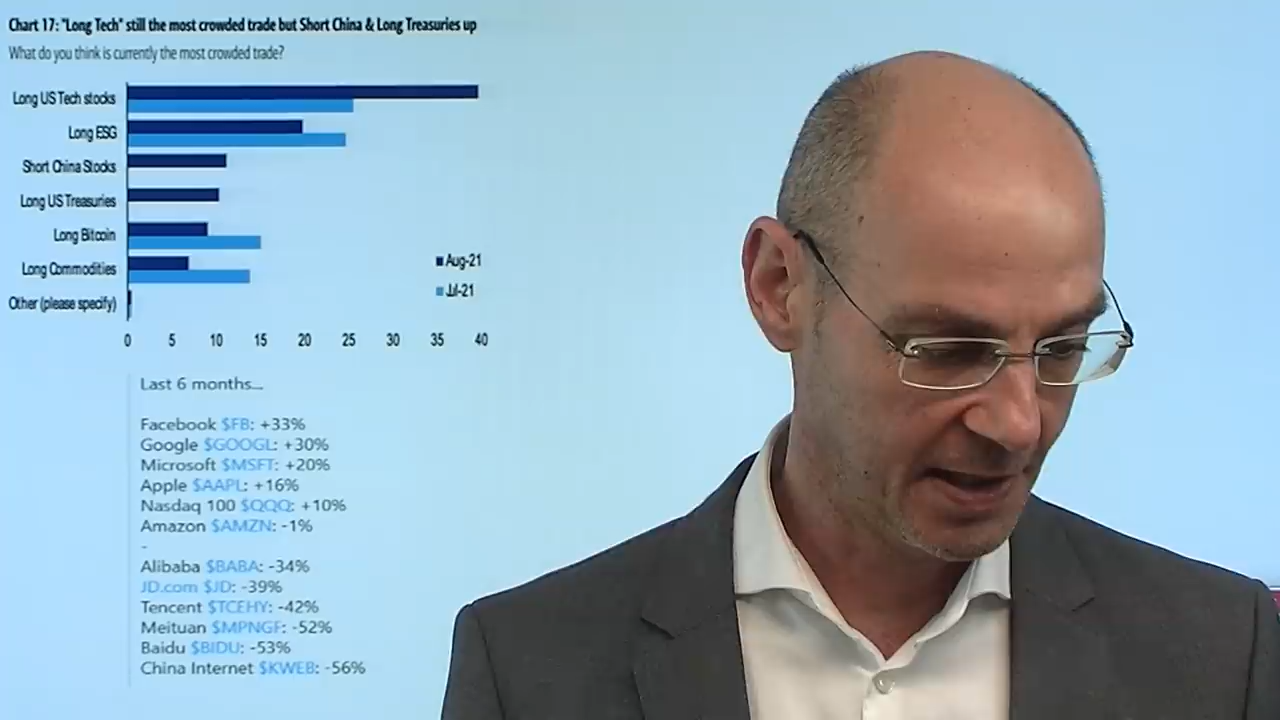 Chart 17: "Long Tech" still the most crowded trade but Short China & Long Treasuries up
What do you think is currently the most crowded trade?
Long US Tech stocks
Long ESG
Short China Stocks
Long US Treasuries
Long Bitcoin
Long Commodities
Other (please specify)
Aug-21
Jul-21
0 5 10 15 20 25 30 35 40
Last 6 months...
Facebook $FB: +33%
Google $GOOGL: +30%
Microsoft $MSFT: +20%
Apple $AAPL: +16%
Nasdaq 100 $QQQ: +10%
Amazon $AMZN: -1%
-
Alibaba $BABA: -34%
JD.com $JD: -39%
Tencent $TCEHY: -42%
Meituan $MPNGF: -52%
Baidu $BIDU: -53%
China Internet $KWEB: -56%